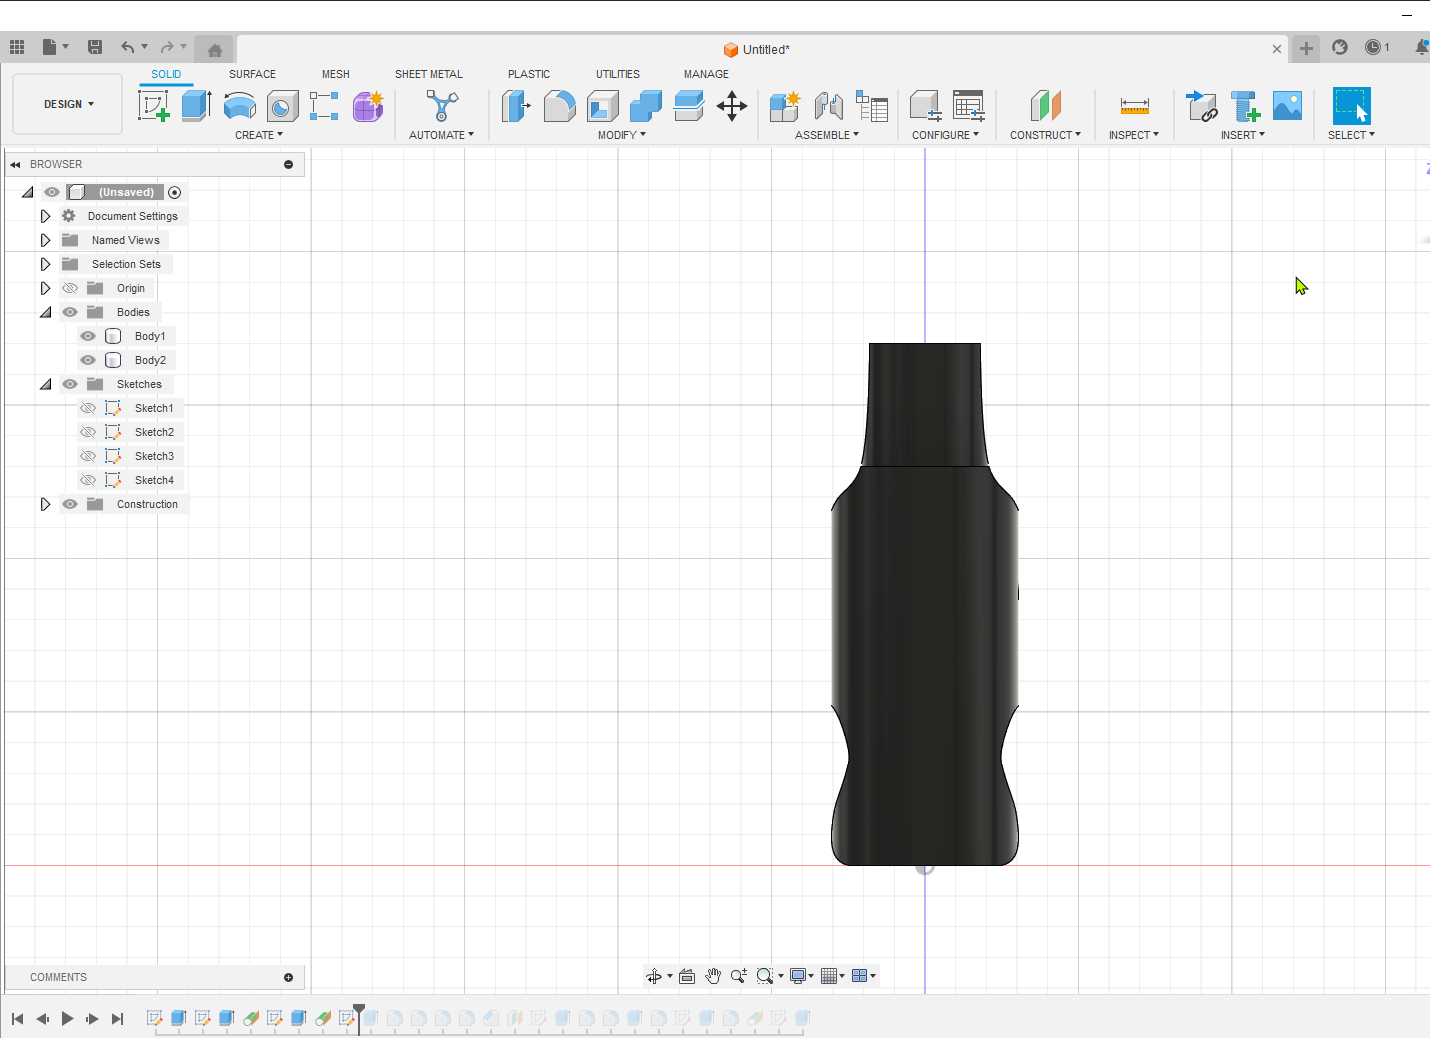 Untitled*
1
SOLID SURFACE MESH SHEET METAL PLASTIC UTILITIES MANAGE
DESIGN
CREATE AUTOMATE MODIFY ASSEMBLE CONFIGURE CONSTRUCT INSPECT INSERT SELECT
BROWSER
(Unsaved)
Document Settings
Named Views
Selection Sets
Origin
Bodies
Body1
Body2
Sketches
Sketch1
Sketch2
Sketch3
Sketch4
Construction
COMMENTS